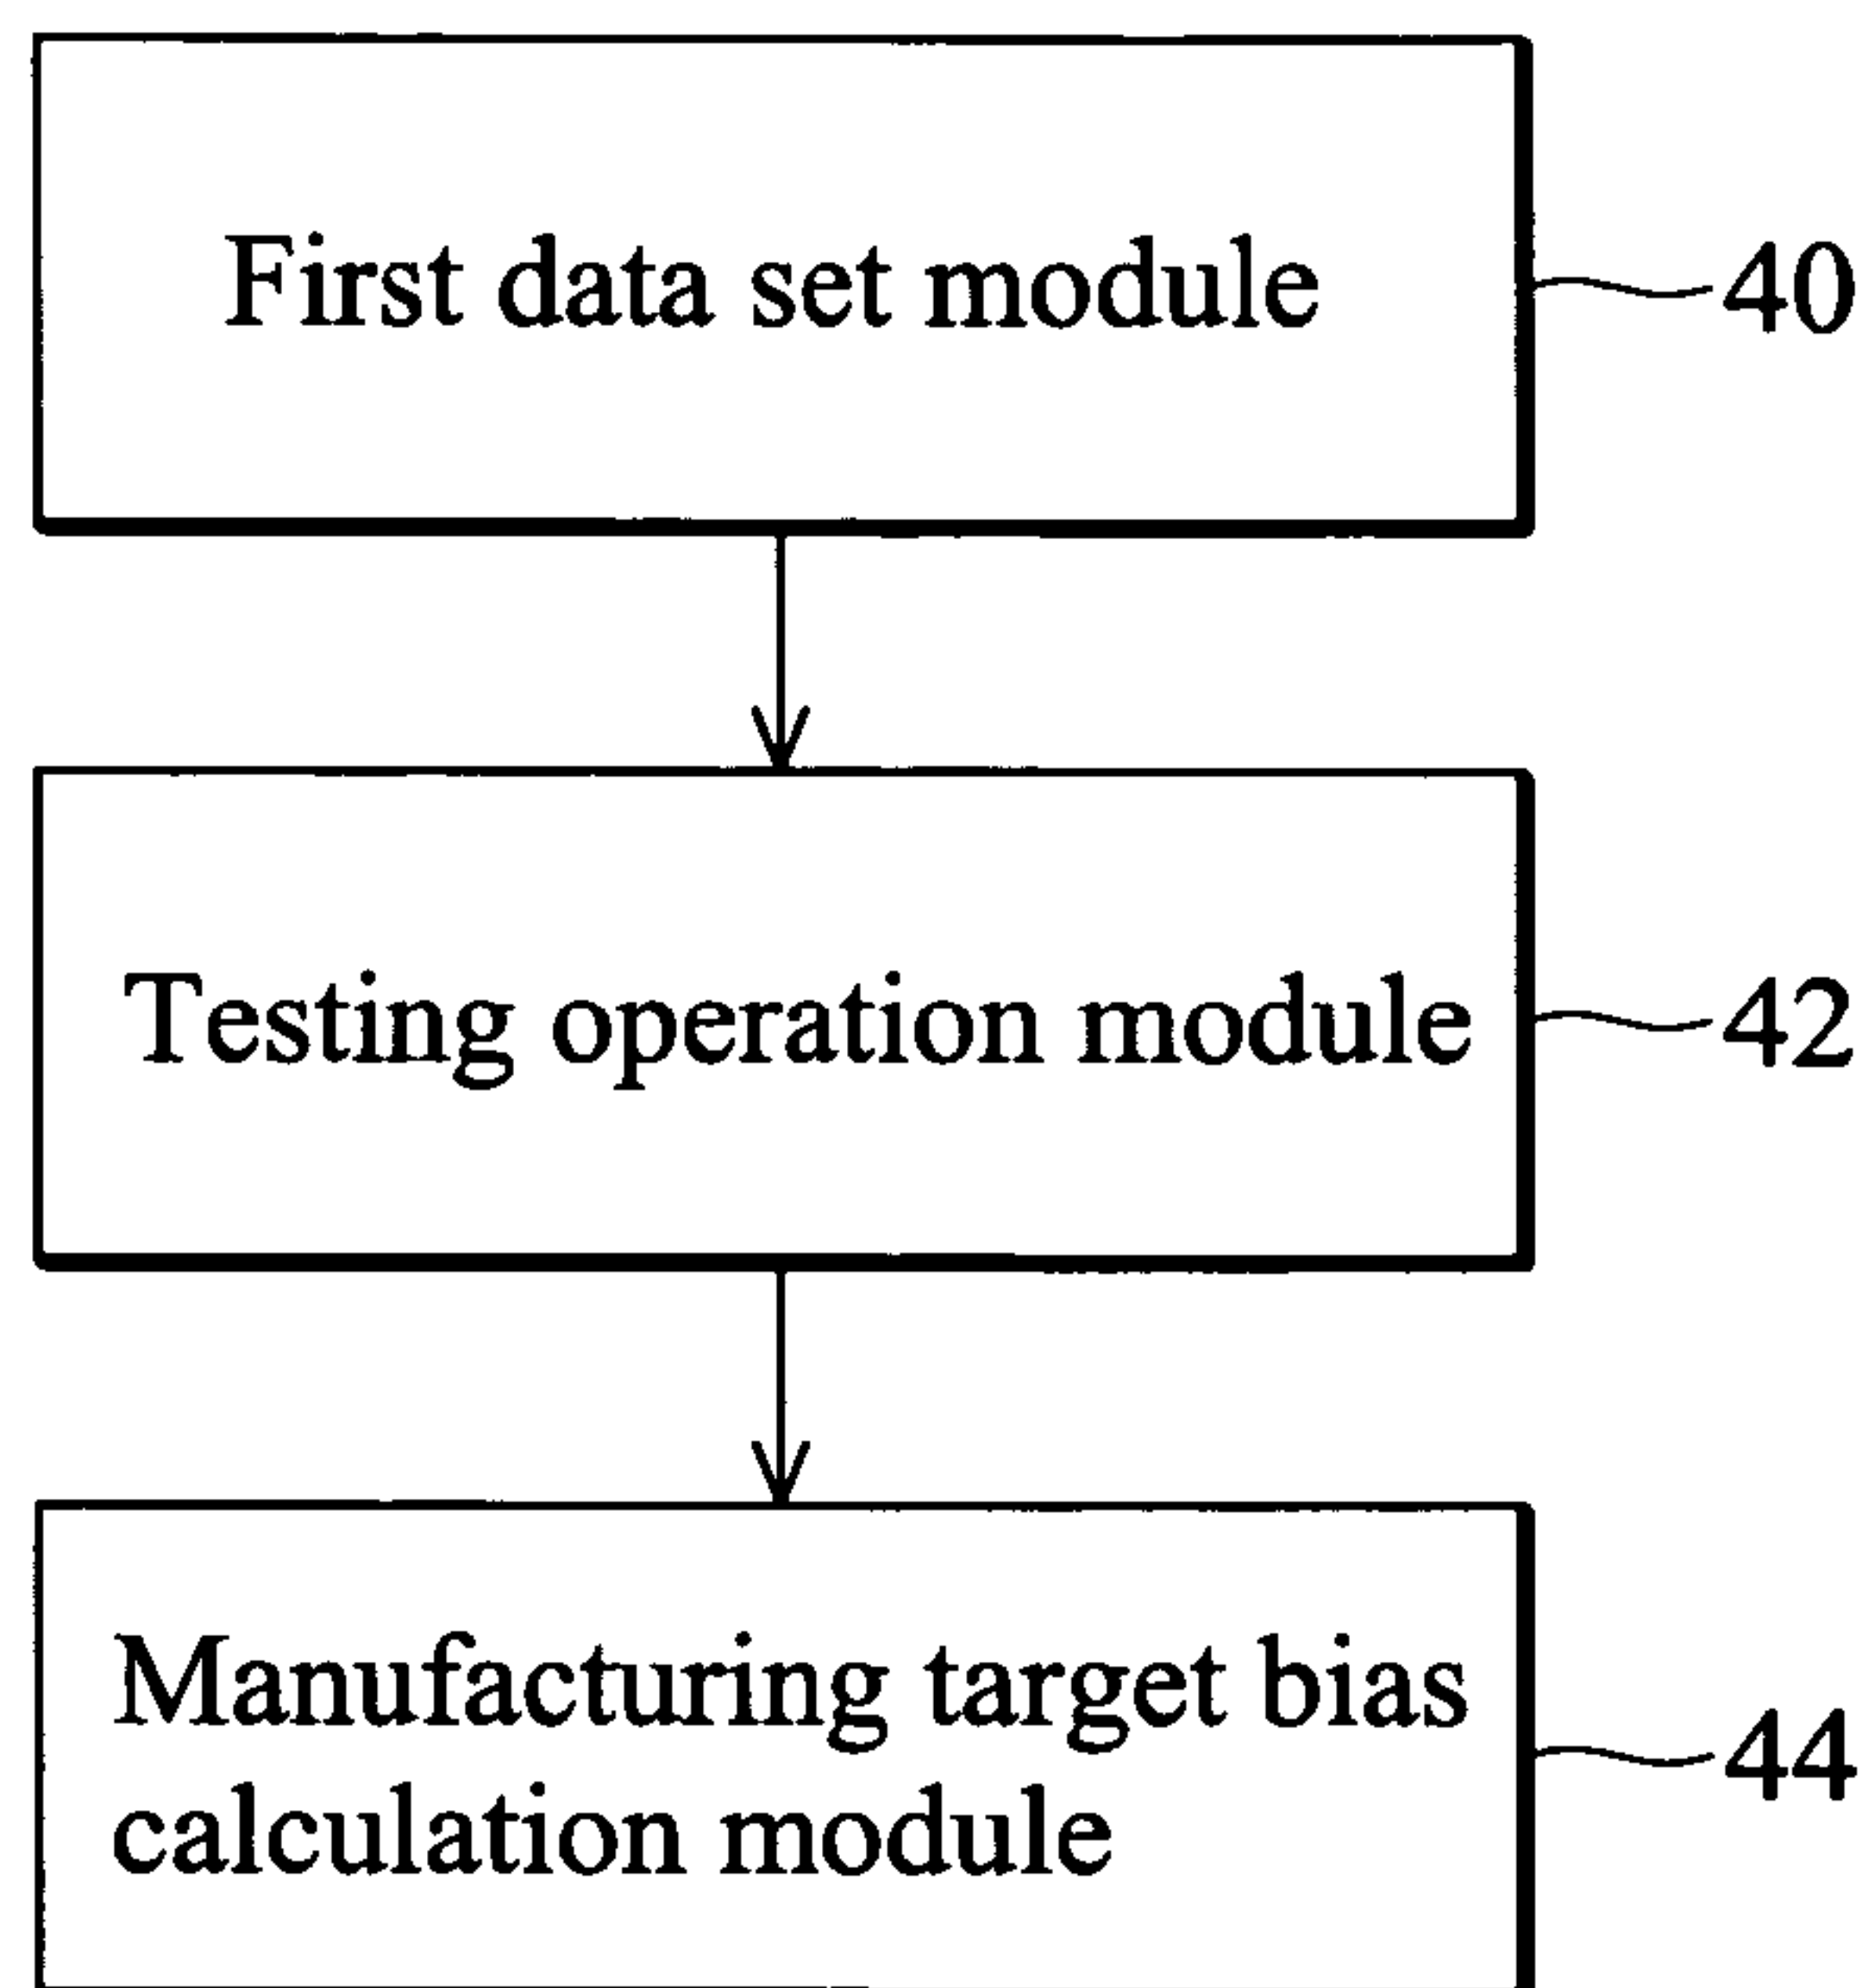 First data set module
40
Testing operation module
42
Manufacturing target bias
calculation module
44